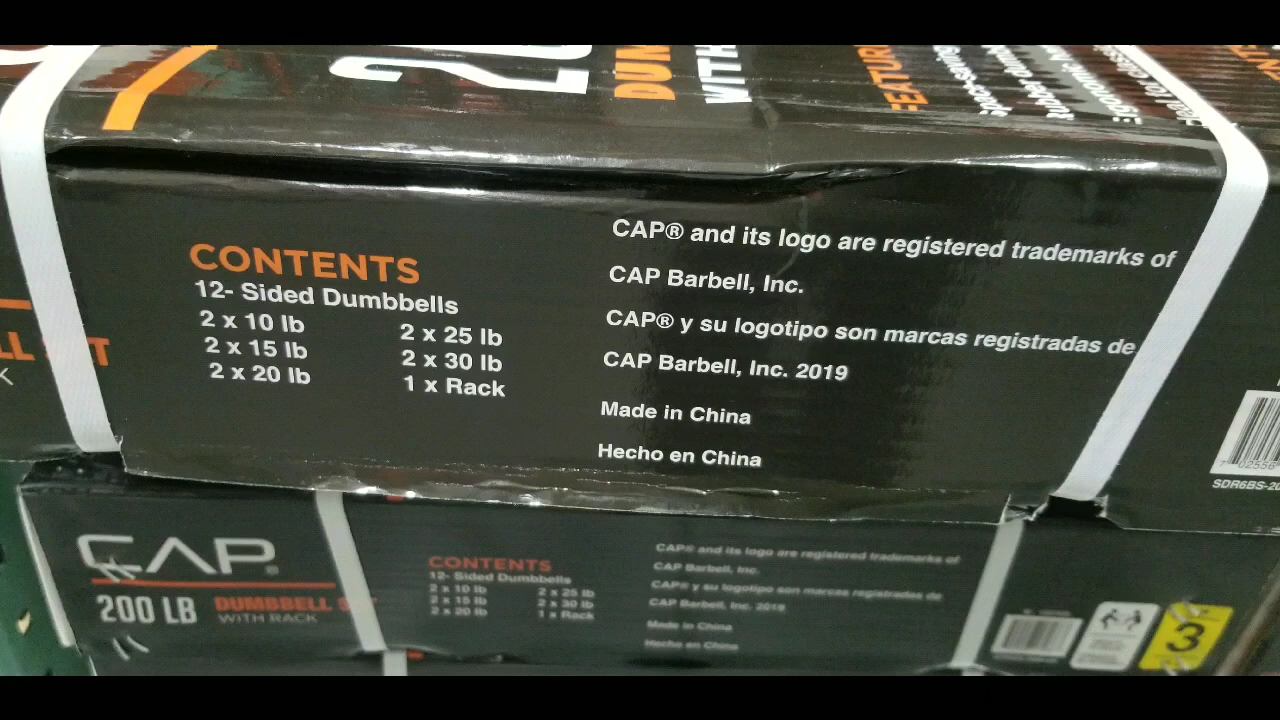 FEATUR
CONTENTS
12- Sided Dumbbells
2 x 10 lb 2 x 25 lb
2 x 15 lb 2 x 30 lb
2 x 20 lb 1 x Rack
CAP® and its logo are registered trademarks of
CAP Barbell, Inc.
CAP® y su logotipo son marcas registradas de
CAP Barbell, Inc. 2019
Made in China
Hecho en China
CAP®
200 LB DUMBBELL
WITH RACK
CONTENTS
12- Sided Dumbbells
2 x 10 lb 2 x 25 lb
2 x 15 lb 2 x 30 lb
2 x 20 lb 1 x Rack
CAP® and its logo are registered trademarks of
CAP Barbell, Inc.
CAP® y su logotipo son marcas registradas de
CAP Barbell, Inc. 2019
Made in China
Hecho en China
3